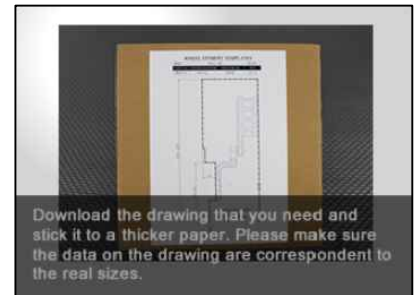 Download the drawing that you need and
stick it to a thicker paper. Please make sure
the data on the drawing are correspondent to
the real sizes.